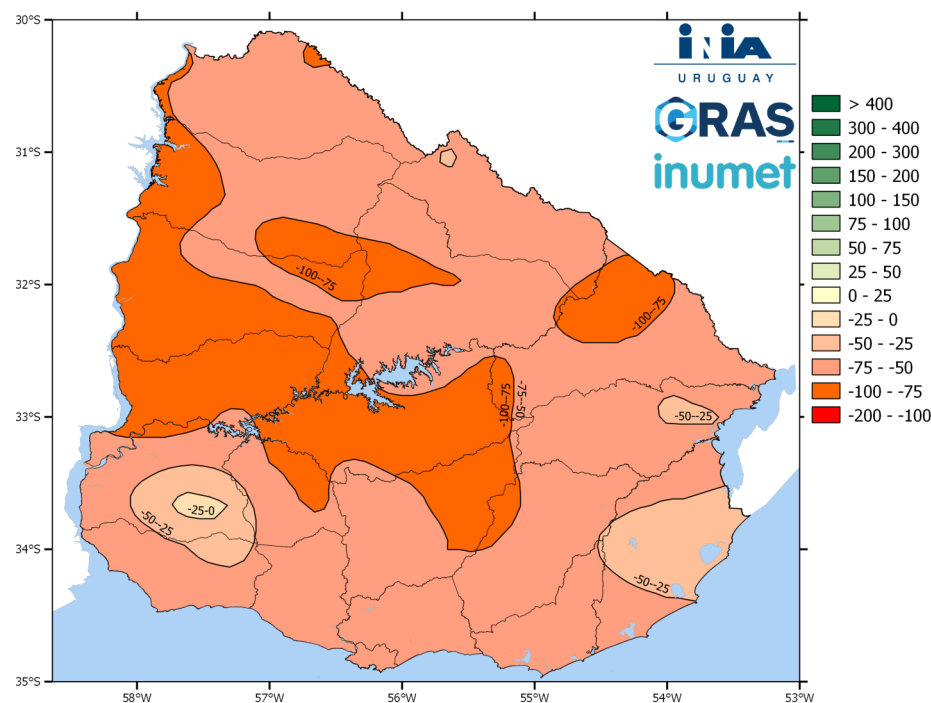 30°S
31°S
32°S
33°S
34°S
35°S
58°W
57°W
56°W
55°W
54°W
53°W
INIA
URUGUAY
GRAS
inumet
> 400
300 - 400
200 - 300
150 - 200
100 - 150
75 - 100
50 - 75
25 - 50
0 - 25
-25 - 0
-50 - -25
-75 - -50
-100 - -75
-200 - -100
-100--75
-100--75
-100--75
-75--50
-50--25
-25-0
-50--25
-50--25